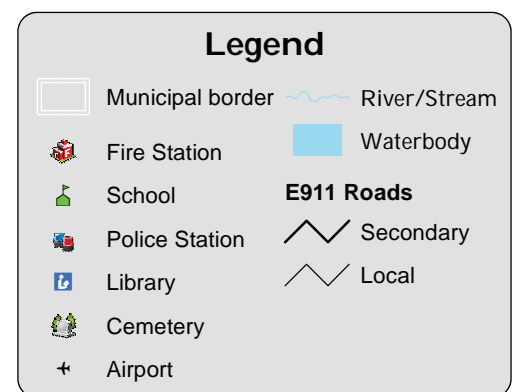 Legend
Municipal border
Fire Station
School
Police Station
Library
Cemetery
Airport
River/Stream
Waterbody
E911 Roads
Secondary
Local